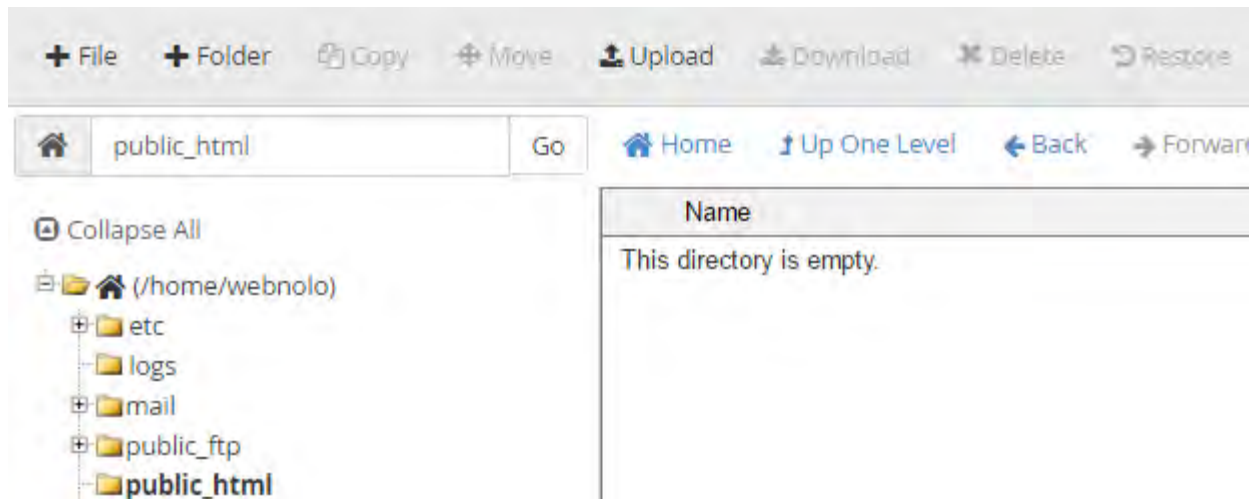 File Folder Copy Move Upload Download Delete Restore
public_html Go Home Up One Level Back Forward
Collapse All
Name
This directory is empty.
(/home/webnolo)
etc
logs
mail
public_ftp
public_html